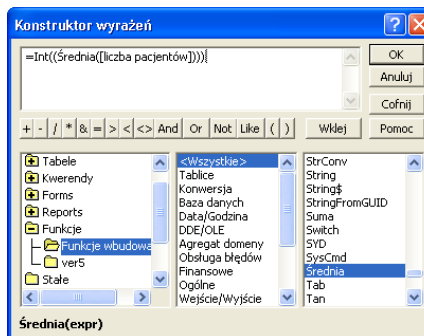 Konstruktor wyrażeń
=Int((Średnia([liczba pacjentów])))
OK
Anuluj
Cofnij
+ - / * & = > < <> And Or Not Like ( ) Wklej Pomoc
Tabele
Kwerendy
Forms
Reports
Funkcje
Funkcje wbudowa
ver5
Stałe
<Wszystkie>
Tablice
Konwersja
Baza danych
Data/Godzina
DDE/OLE
Agregat domeny
Obsługa błędów
Finansowe
Ogólne
Wejście/Wyjście
StrConv
String
String$
StringFromGUID
Suma
Switch
SYD
SysCmd
Średnia
Tab
Tan
Średnia(expr)